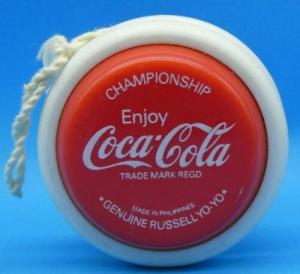 CHAMPIONSHIP
Enjoy
Coca-Cola
TRADE MARK REGD
MADE IN PHILIPPINES
*GENUINE RUSSELL YO-YO*